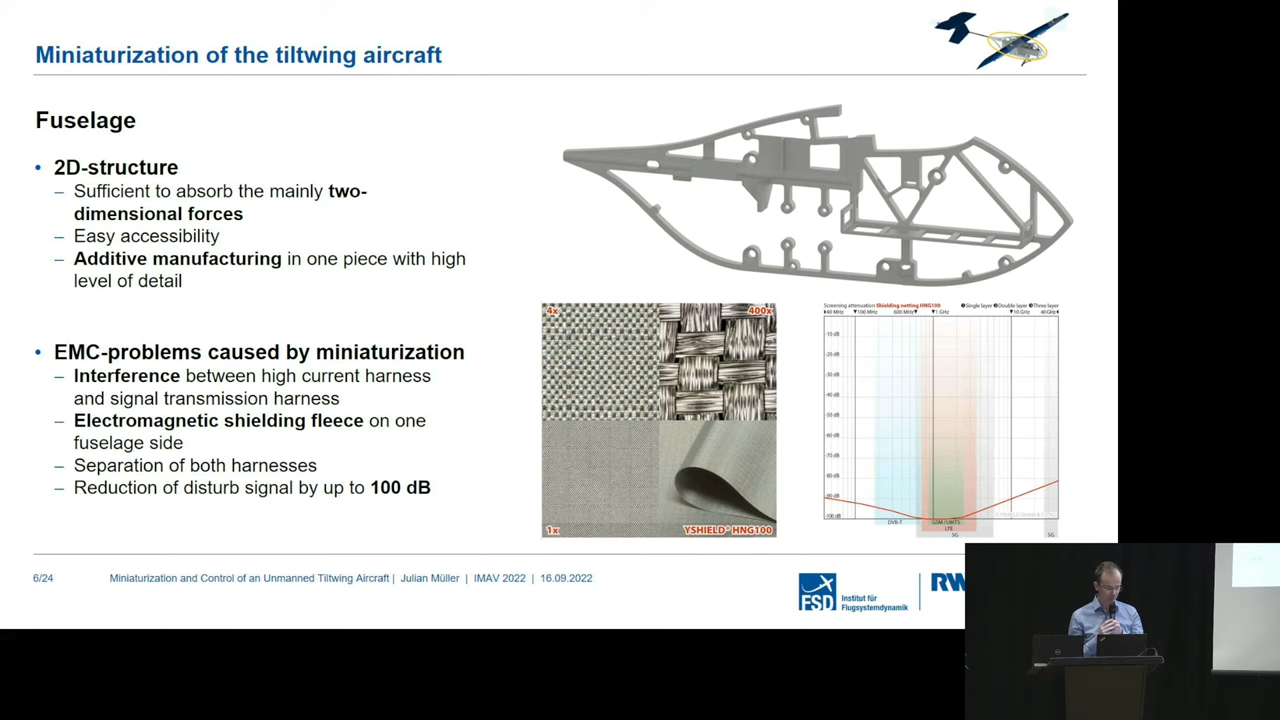 Miniaturization of the tiltwing aircraft
Fuselage
• 2D-structure
– Sufficient to absorb the mainly two-
dimensional forces
– Easy accessibility
– Additive manufacturing in one piece with high
level of detail
• EMC-problems caused by miniaturization
– Interference between high current harness
and signal transmission harness
– Electromagnetic shielding fleece on one
fuselage side
– Separation of both harnesses
– Reduction of disturb signal by up to 100 dB
4x
400x
1x
YSHIELD® HNG100
Screening attenuation Shielding netting HNG100 ❶Single layer ❷Double layer ❸Three layer
40 MHz 100 MHz 600 MHz 1 GHz 10 GHz 40GHz
-10 dB
-20 dB
-30 dB
-40 dB
-50 dB
-60 dB
-70 dB
-80 dB
-90 dB
-100 dB
DVB-T GSM/UMTS
LTE
5G 5G
6/24 Miniaturization and Control of an Unmanned Tiltwing Aircraft | Julian Müller | IMAV 2022 | 16.09.2022
FSD
Institut für
Flugsystemdynamik
RW